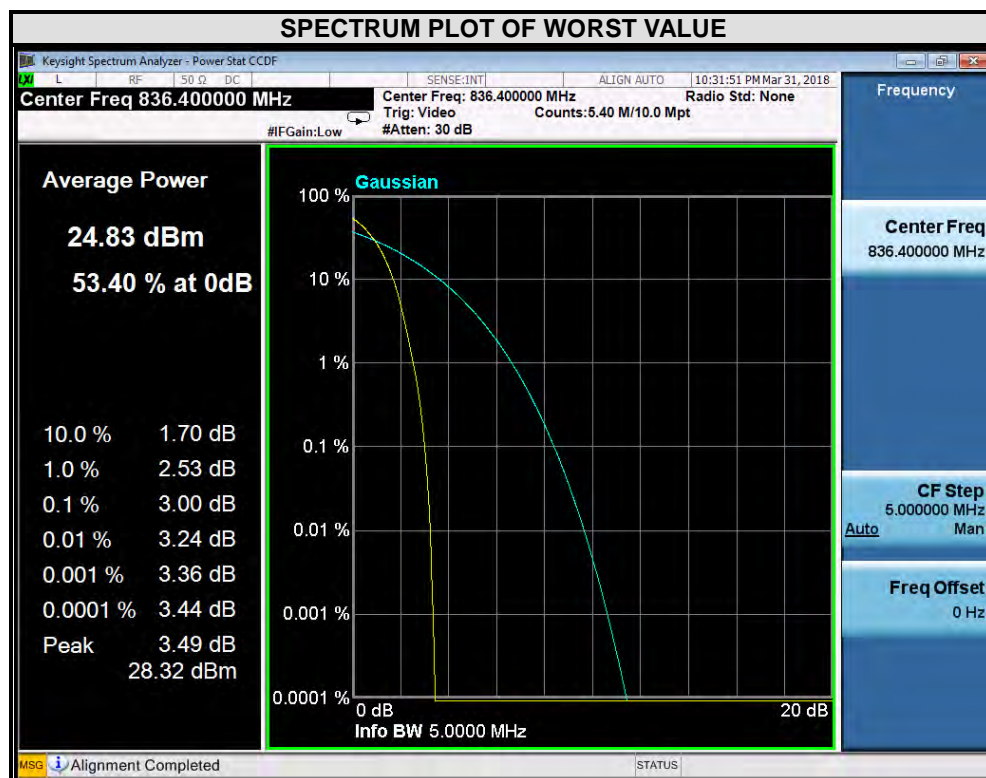 SPECTRUM PLOT OF WORST VALUE
Keysight Spectrum Analyzer - Power Stat CCDF
LXI L RF 50 Ω DC SENSE:INT ALIGN AUTO 10:31:51 PM Mar 31, 2018
Center Freq 836.400000 MHz
#IFGain:Low
Center Freq: 836.400000 MHz Radio Std: None
Trig: Video Counts:5.40 M/10.0 Mpt
#Atten: 30 dB
Average Power
24.83 dBm
53.40 % at 0dB
10.0 % 1.70 dB
1.0 % 2.53 dB
0.1 % 3.00 dB
0.01 % 3.24 dB
0.001 % 3.36 dB
0.0001 % 3.44 dB
Peak 3.49 dB
28.32 dBm
Gaussian
100 %
10 %
1 %
0.1 %
0.01 %
0.001 %
0.0001 %
0 dB 20 dB
Info BW 5.0000 MHz
Frequency
Center Freq
836.400000 MHz
CF Step
5.000000 MHz
Auto Man
Freq Offset
0 Hz
MSG Alignment Completed STATUS